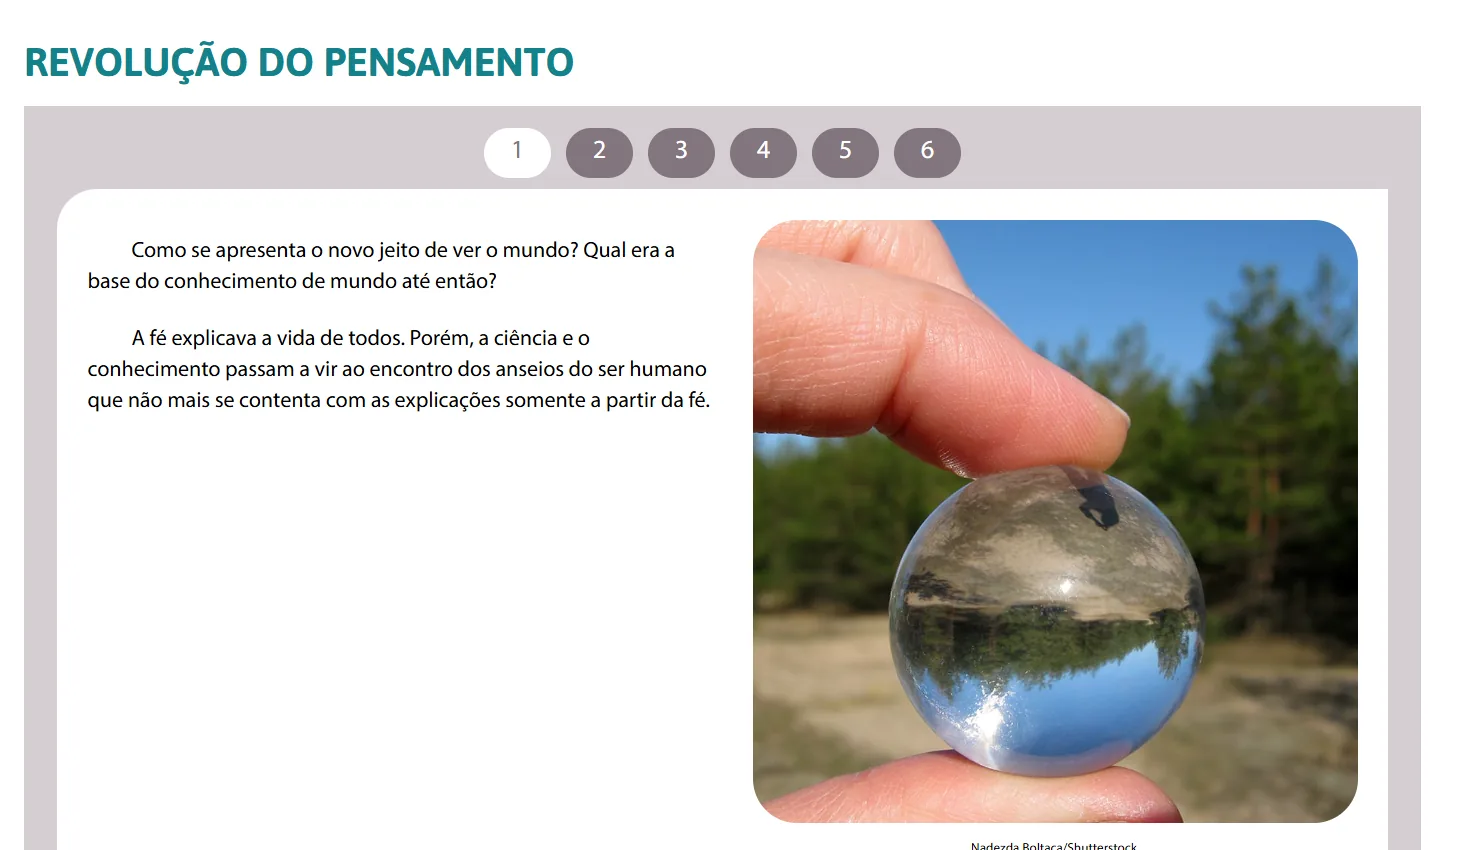 REVOLUÇÃO DO PENSAMENTO
1 2 3 4 5 6
Como se apresenta o novo jeito de ver o mundo? Qual era a
base do conhecimento de mundo até então?
A fé explicava a vida de todos. Porém, a ciência e o
conhecimento passam a vir ao encontro dos anseios do ser humano
que não mais se contenta com as explicações somente a partir da fé.
Nadezda Boltaca/Shutterstock